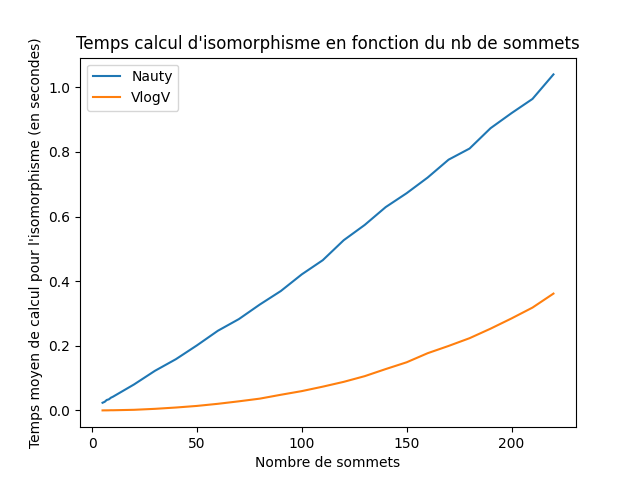 Temps calcul d'isomorphisme en fonction du nb de sommets
Nauty
VlogV
Temps moyen de calcul pour l'isomorphisme (en secondes)
1.0
0.8
0.6
0.4
0.2
0.0
0 50 100 150 200
Nombre de sommets